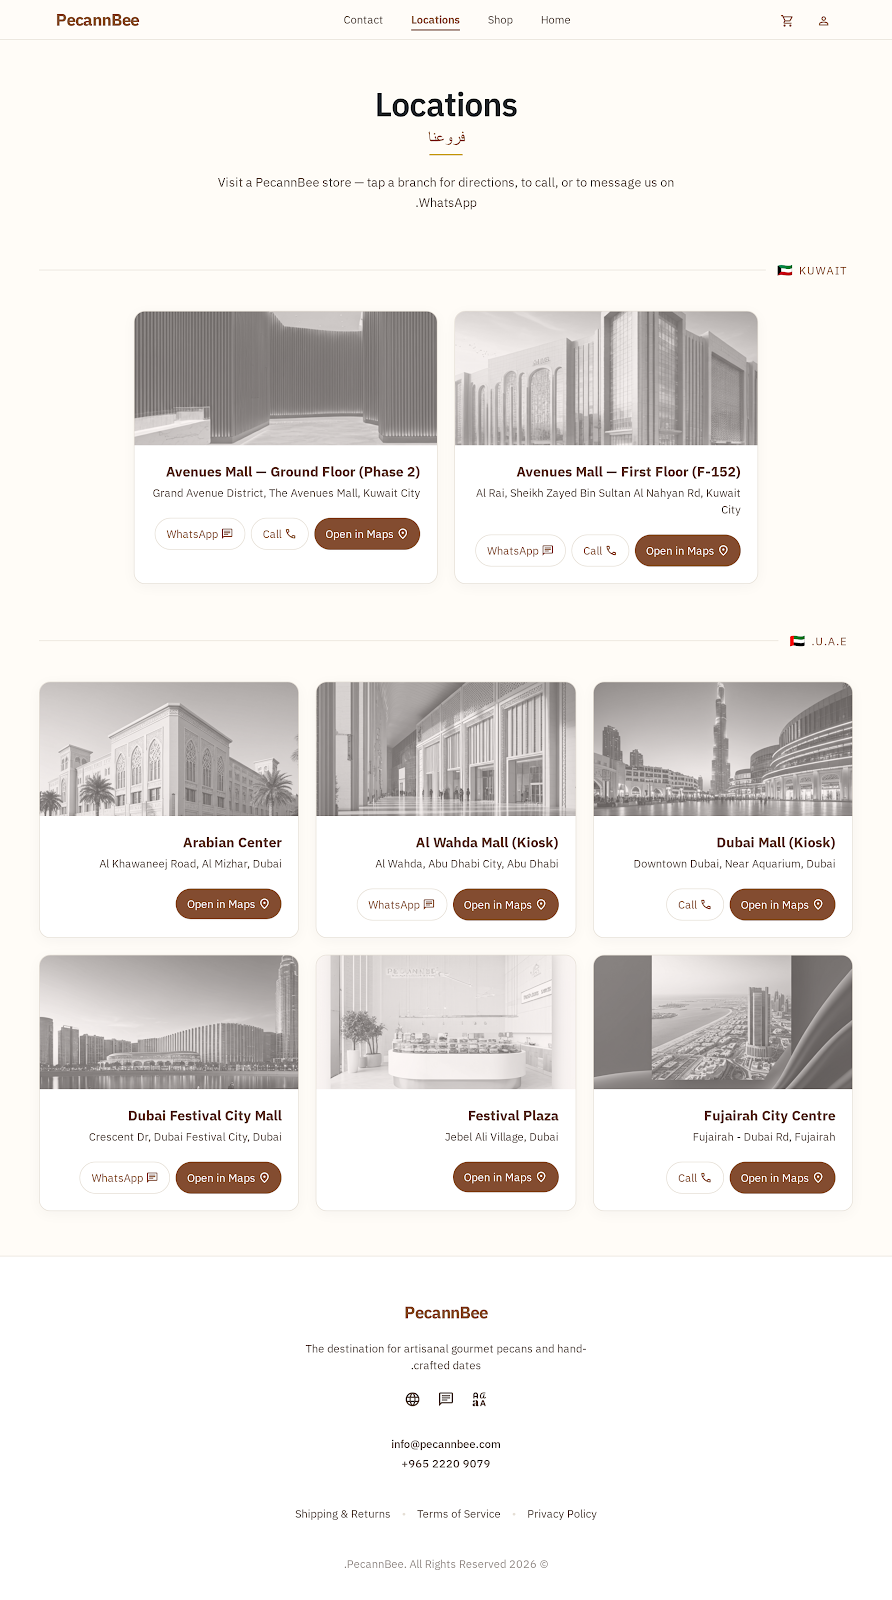 PecannBee
Contact
Locations
Shop
Home
Locations
فروعنا
Visit a PecannBee store — tap a branch for directions, to call, or to message us on
.WhatsApp
KUWAIT
Avenues Mall — Ground Floor (Phase 2)
Grand Avenue District, The Avenues Mall, Kuwait City
WhatsApp
Call
Open in Maps
Avenues Mall — First Floor (F-152)
Al Rai, Sheikh Zayed Bin Sultan Al Nahyan Rd, Kuwait
City
WhatsApp
Call
Open in Maps
.U.A.E
Arabian Center
Al Khawaneej Road, Al Mizhar, Dubai
Open in Maps
Al Wahda Mall (Kiosk)
Al Wahda, Abu Dhabi City, Abu Dhabi
WhatsApp
Open in Maps
Dubai Mall (Kiosk)
Downtown Dubai, Near Aquarium, Dubai
Call
Open in Maps
Dubai Festival City Mall
Crescent Dr, Dubai Festival City, Dubai
WhatsApp
Open in Maps
PECANNBEE
Festival Plaza
Jebel Ali Village, Dubai
Open in Maps
Fujairah City Centre
Fujairah - Dubai Rd, Fujairah
Call
Open in Maps
PecannBee
The destination for artisanal gourmet pecans and hand-
.crafted dates
info@pecannbee.com
+965 2220 9079
Shipping & Returns
Terms of Service
Privacy Policy
.PecannBee. All Rights Reserved 2026 ©